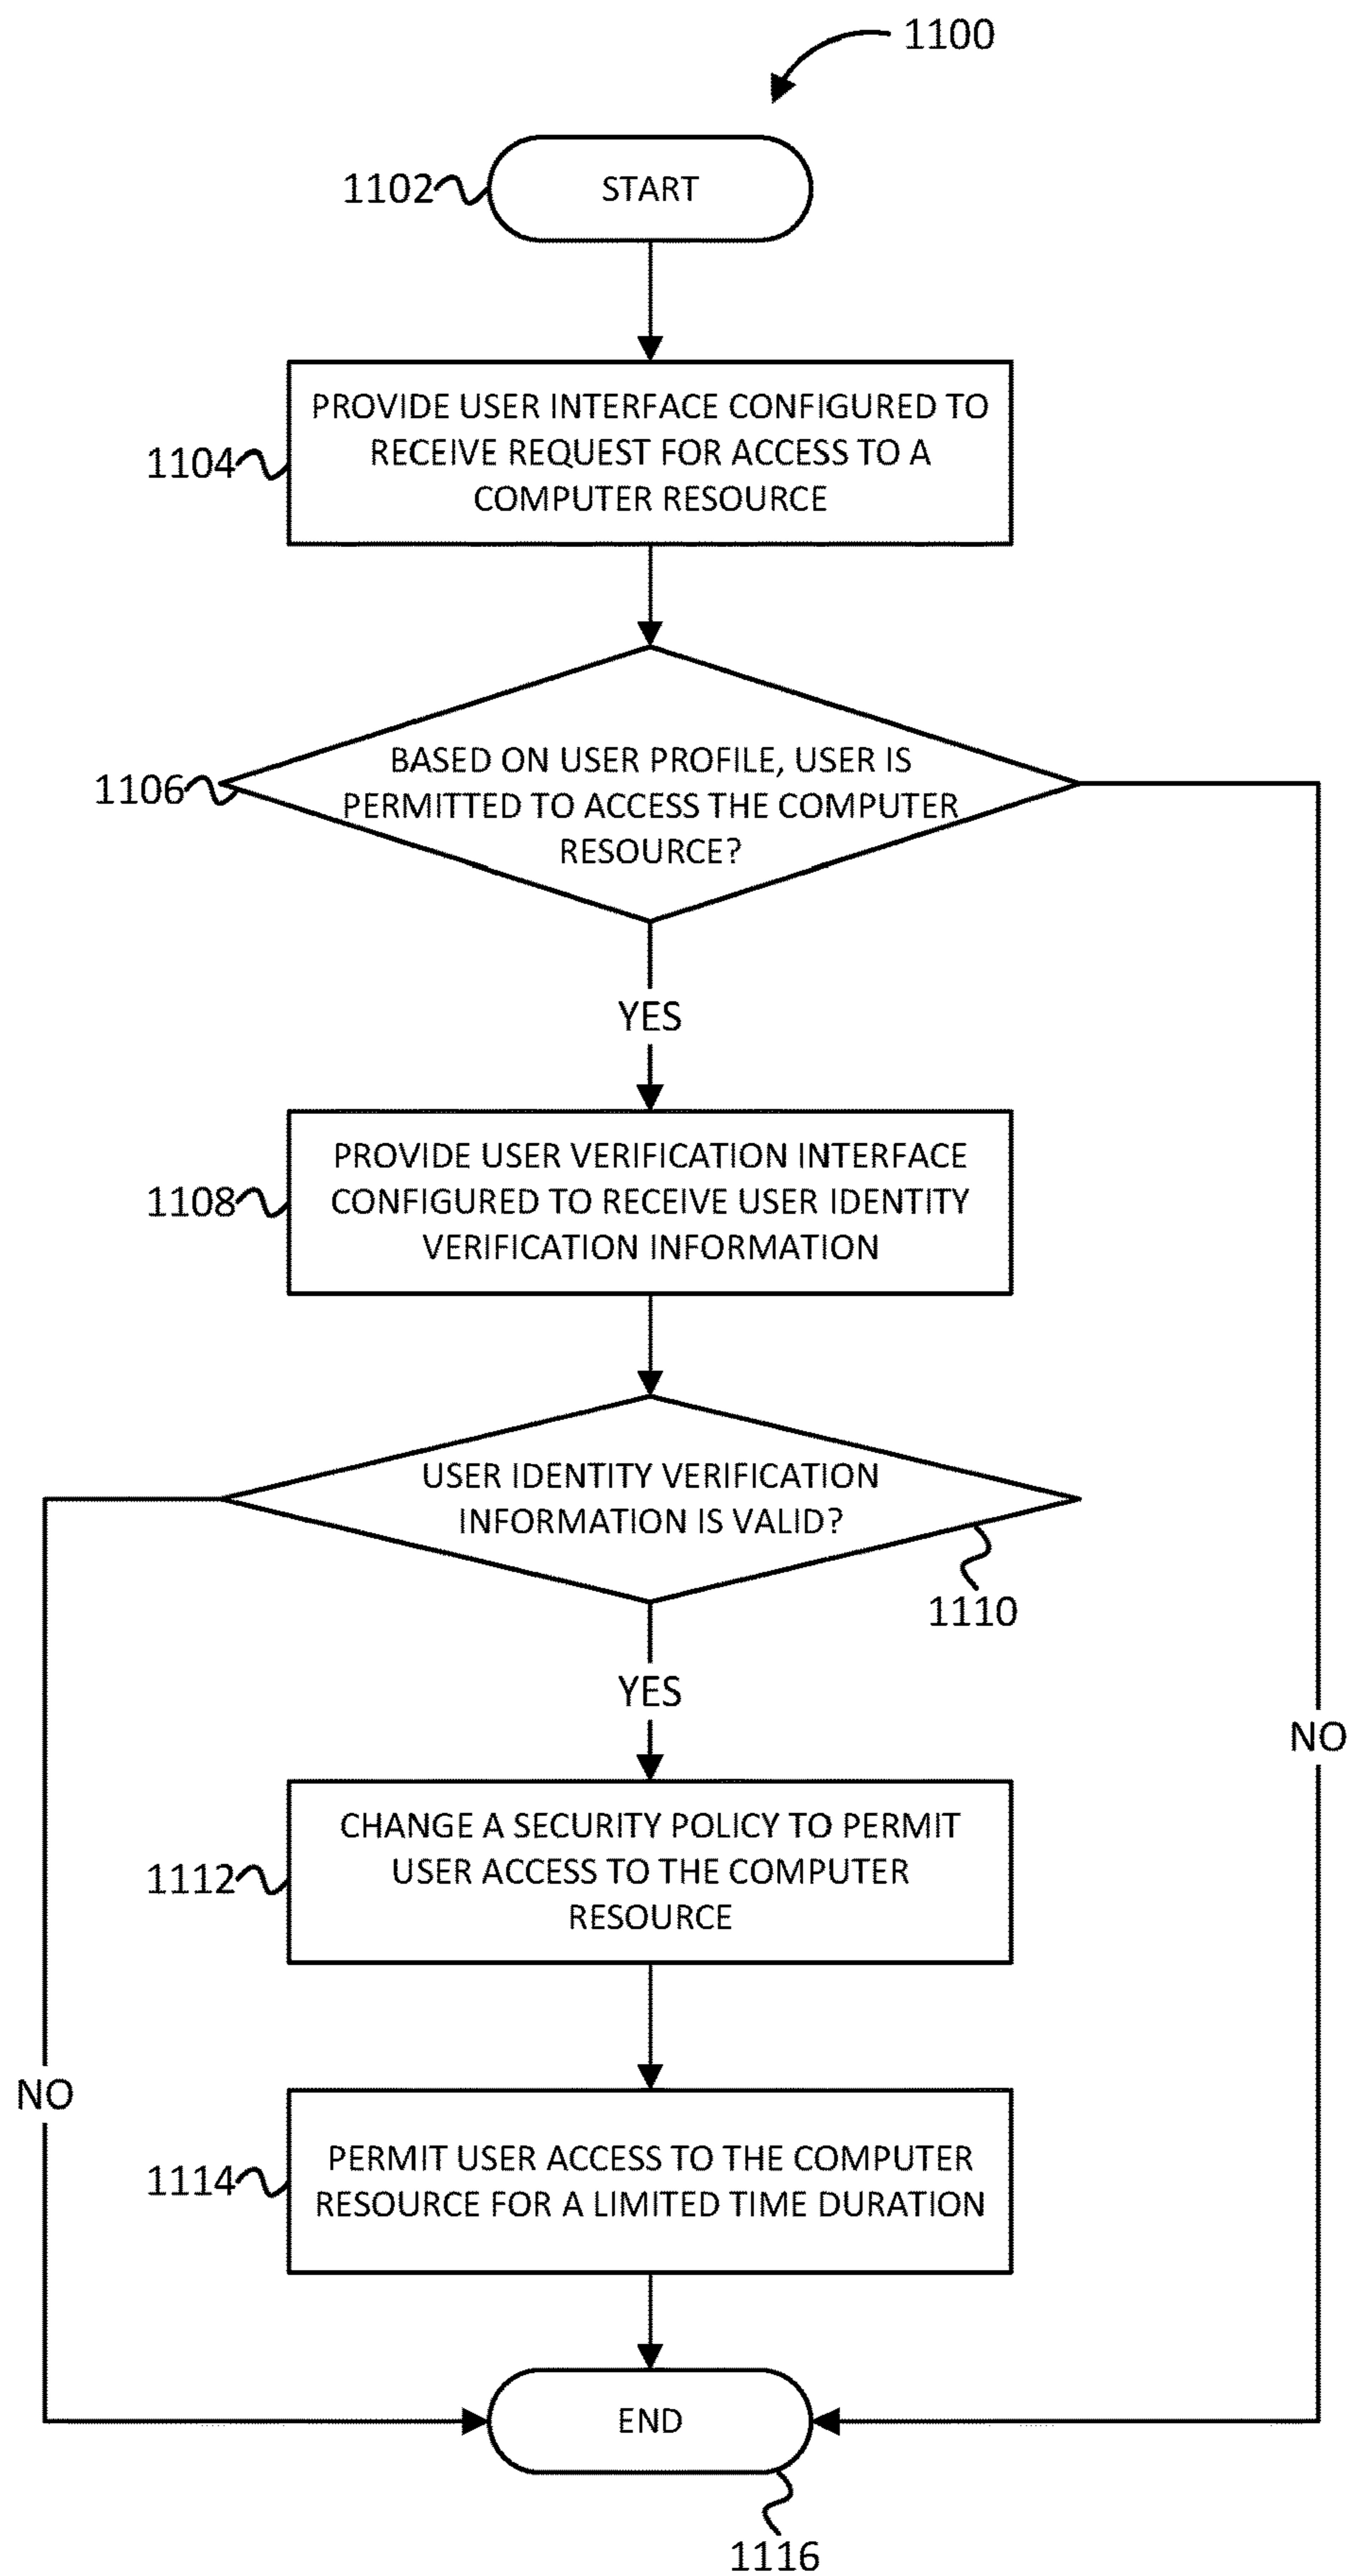 1100
1102
START
PROVIDE USER INTERFACE CONFIGURED TO
1104
RECEIVE REQUEST FOR ACCESS TO A
COMPUTER RESOURCE
BASED ON USER PROFILE, USER IS
1106
PERMITTED TO ACCESS THE COMPUTER
RESOURCE?
YES
PROVIDE USER VERIFICATION INTERFACE
1108
CONFIGURED TO RECEIVE USER IDENTITY
VERIFICATION INFORMATION
USER IDENTITY VERIFICATION
INFORMATION IS VALID?
1110
YES
NO
CHANGE A SECURITY POLICY TO PERMIT
1112
USER ACCESS TO THE COMPUTER
RESOURCE
NO
PERMIT USER ACCESS TO THE COMPUTER
1114
RESOURCE FOR A LIMITED TIME DURATION
END
1116